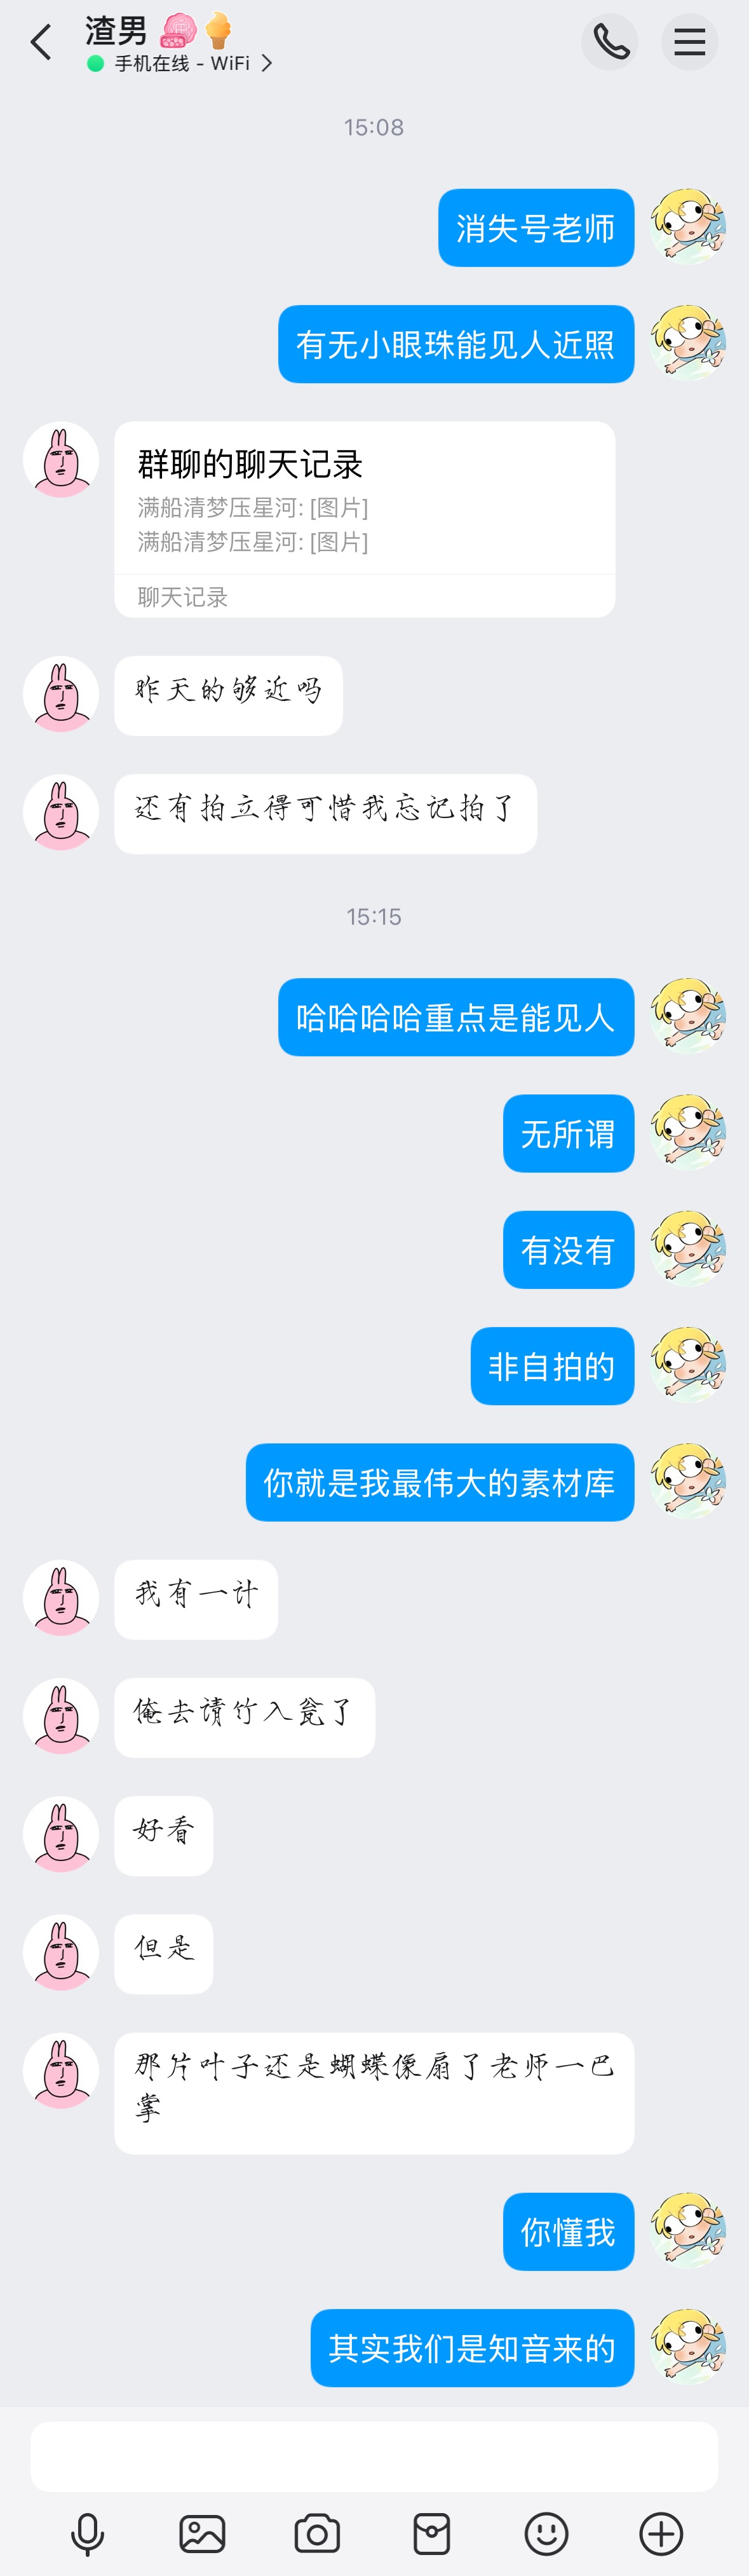 渣男
手机在线 - WiFi
15:08
消失号老师
有无小眼珠能见人近照
群聊的聊天记录
满船清梦压星河: [图片]
满船清梦压星河: [图片]
聊天记录
昨天的够近吗
还有拍立得可惜我忘记拍了
15:15
哈哈哈哈重点是能见人
无所谓
有没有
非自拍的
你就是我最伟大的素材库
我有一计
俺去请竹入瓮了
好看
但是
那片叶子还是蝴蝶像扇了老师一巴
掌
你懂我
其实我们是知音来的